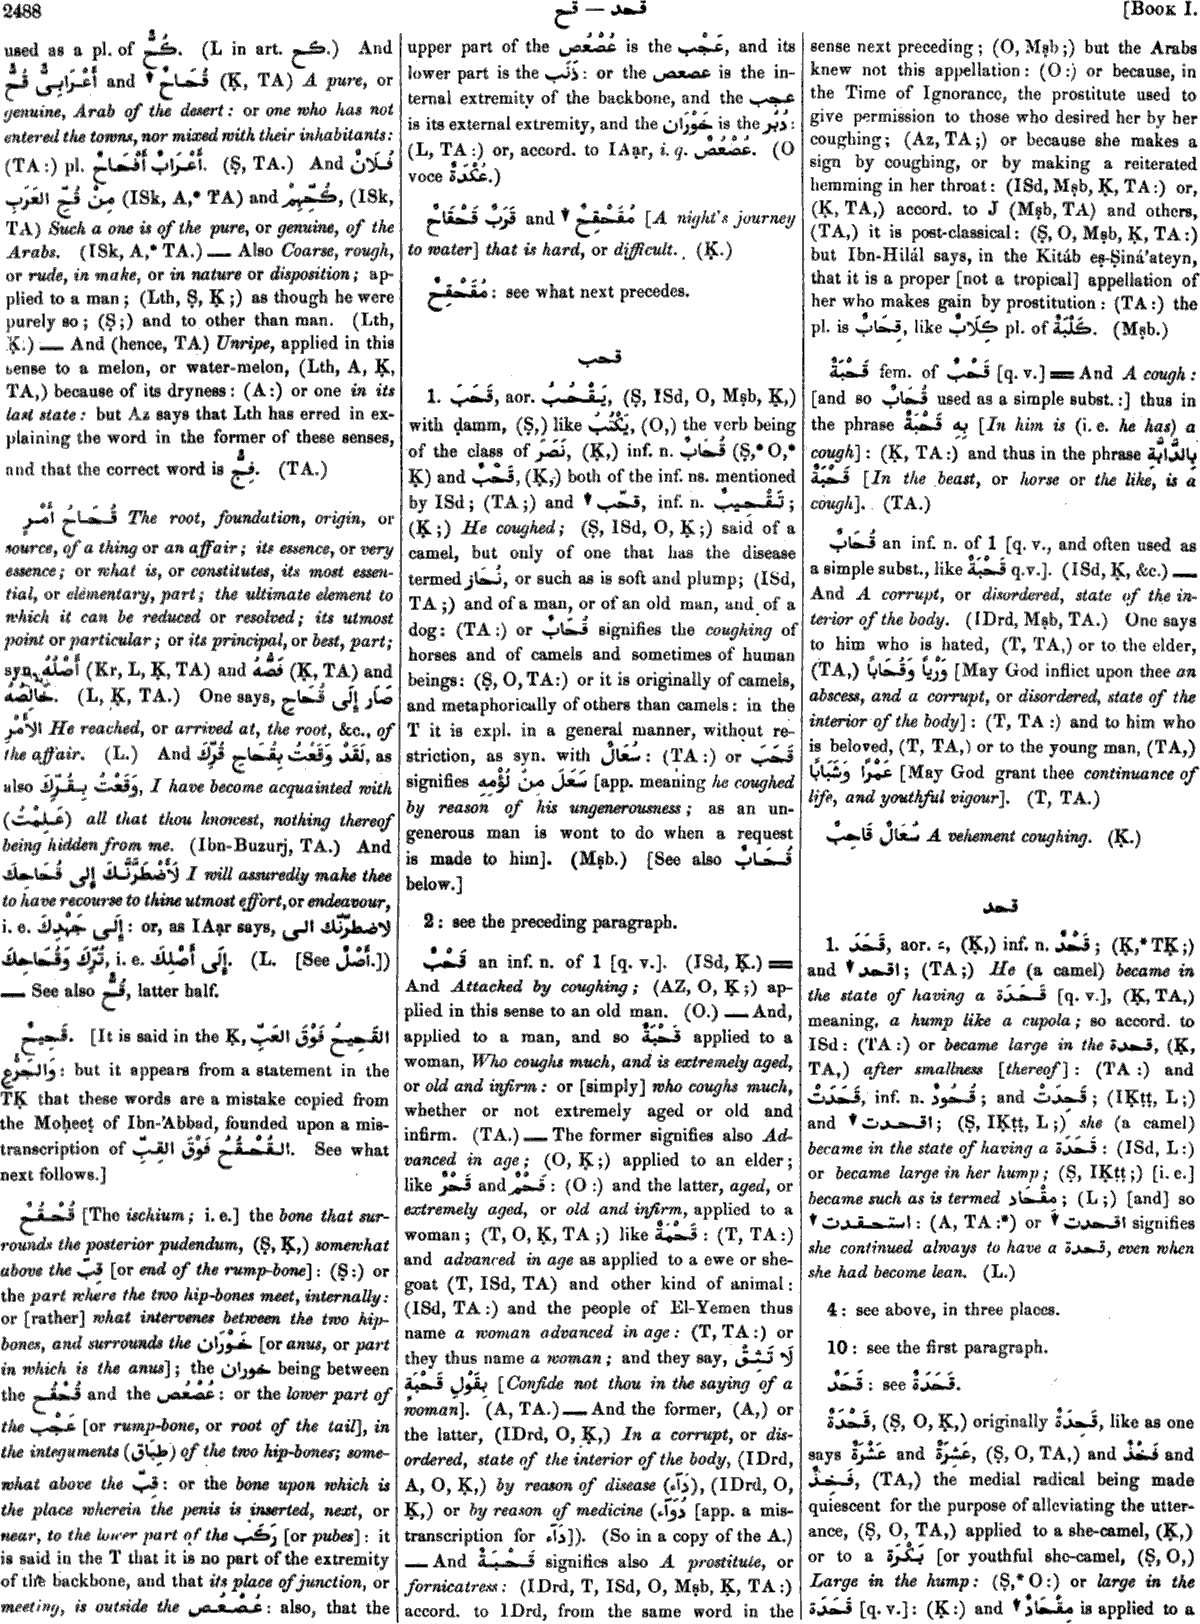 2488
قح — قحد
[BOOK I.
used as a pl. of كُحٌّ. (L in art. كح.) And
أَعْرَابِىٌّ قُحٌّ and ↓ قُحَاحٌ (Ḳ, TA) A pure, or
genuine, Arab of the desert: or one who has not
entered the towns, nor mixed with their inhabitants:
(TA:) pl. أَعْرَابٌ أَقْحَاحٌ. (Ṣ, TA.) And فُلَانٌ
مِنْ قُحِّ العَرَبِ (ISk, A,* TA) and كُحِّهِمْ, (ISk,
TA) Such a one is of the pure, or genuine, of the
Arabs. (ISk, A,* TA.) — Also Coarse, rough,
or rude, in make, or in nature or disposition; ap-
plied to a man; (Lth, Ṣ, Ḳ;) as though he were
purely so; (Ṣ;) and to other than man. (Lth,
Ḳ.) — And (hence, TA) Unripe, applied in this
sense to a melon, or water-melon, (Lth, A, Ḳ,
TA,) because of its dryness: (A:) or one in its
last state: but Az says that Lth has erred in ex-
plaining the word in the former of these senses,
and that the correct word is فِجٌّ. (TA.)
قُحَاحُ أَمْرٍ The root, foundation, origin, or
source, of a thing or an affair; its essence, or very
essence; or what is, or constitutes, its most essen-
tial, or elementary, part; the ultimate element to
which it can be reduced or resolved; its utmost
point or particular; or its principal, or best, part;
syn. أَصْلُهُ (Kr, L, Ḳ, TA) and فَصُّهُ (Ḳ, TA) and
خَالِصُهُ. (L, Ḳ, TA.) One says, صَارَ إِلَى قُحَاحِ
الأَمْرِ He reached, or arrived at, the root, &c., of
the affair. (L.) And لَقَدْ وَقَعْتُ بِقُحَاحِ قُرِّكَ, as
also وَقَعْتُ بِقُرِّكَ, I have become acquainted with
(عَلِمْتُ) all that thou knowest, nothing thereof
being hidden from me. (Ibn-Buzurj, TA.) And
لَأَضْطَرَّنَّكَ إِلى قُحَاحِكَ I will assuredly make thee
to have recourse to thine utmost effort, or endeavour,
i. e. إِلَى جَهْدِكَ: or, as IAạr says, لاضطرّنّك الى
تُرِّكَ وَقُحَاحِكَ, i. e. إِلَى أَصْلِكَ. (L. [See أَصْلٌ.])
— See also قُحٌّ, latter half.
قَحِيحٌ. [It is said in the Ḳ, القَحِيحُ فَوْقَ العَبِّ
وَالجَرْعِ: but it appears from a statement in the
TḲ that these words are a mistake copied from
the Moḥeeṭ of Ibn-'Abbad, founded upon a mis-
transcription of القُحْقُحُ فَوْقَ القِبِّ. See what
next follows.]
قُحْقُحٌ [The ischium; i. e.] the bone that sur-
rounds the posterior pudendum, (Ṣ, Ḳ,) somewhat
above the قِبّ [or end of the rump-bone]: (Ṣ:) or
the part where the two hip-bones meet, internally:
or [rather] what intervenes between the two hip-
bones, and surrounds the خَوْرَان [or anus, or part
in which is the anus]; the خوران being between
the قُحْقُح and the عُصْعُص: or the lower part of
the عَجْب [or rump-bone, or root of the tail], in
the integuments (طِبَاق) of the two hip-bones; some-
what above the قِبّ: or the bone upon which is
the place wherein the penis is inserted, next, or
near, to the lower part of the رَكَب [or pubes]: it
is said in the T that it is no part of the extremity
of the backbone, and that its place of junction, or
meeting, is outside the عُصْعُص: also, that the
upper part of the عُصْعُص is the عَجْب, and its
lower part is the ذَنَب: or the عصعص is the in-
ternal extremity of the backbone, and the عجب
is its external extremity, and the خَوْرَان is the دُبُر:
(L, TA:) or, accord. to IAạr, i. q. عُصْعُصٌ. (O
voce عُكْدَةٌ.)
قَرَبٌ قَحْقَاحٌ and ↓ مُقَحْقِحٌ [A night's journey
to water] that is hard, or difficult. (Ḳ.)
مُقَحْقِحٌ: see what next precedes.
قحب
1. قَحَبَ, aor. يَقْحُبُ, (Ṣ, ISd, O, Mṣb, Ḳ,)
with ḍamm, (Ṣ,) like يَكْتُبُ, (O,) the verb being
of the class of نَصَرَ, (Ḳ,) inf. n. قُحَابٌ (Ṣ,* O,*
Ḳ) and قَحْبٌ, (Ḳ,) both of the inf. ns. mentioned
by ISd; (TA;) and ↓ قحّب, inf. n. تَقْحِيبٌ;
(Ḳ;) He coughed; (Ṣ, ISd, O, Ḳ;) said of a
camel, but only of one that has the disease
termed نُحَاز, or such as is soft and plump; (ISd,
TA;) and of a man, or of an old man, and of a
dog: (TA:) or قُحَابٌ signifies the coughing of
horses and of camels and sometimes of human
beings: (Ṣ, O, TA:) or it is originally of camels,
and metaphorically of others than camels: in the
T it is expl. in a general manner, without re-
striction, as syn. with سُعَالٌ: (TA:) or قَحَبَ
signifies سَعَلَ مِنْ لُؤْمِهِ [app. meaning he coughed
by reason of his ungenerousness; as an un-
generous man is wont to do when a request
is made to him]. (Mṣb.) [See also قُحَابٌ
below.]
2: see the preceding paragraph.
قَحْبٌ an inf. n. of 1 [q. v.]. (ISd, Ḳ.) ═
And Attacked by coughing; (AZ, O, Ḳ;) ap-
plied in this sense to an old man. (O.) — And,
applied to a man, and so قَحْبَةٌ applied to a
woman, Who coughs much, and is extremely aged,
or old and infirm: or [simply] who coughs much,
whether or not extremely aged or old and
infirm. (TA.) — The former signifies also Ad-
vanced in age; (O, Ḳ;) applied to an elder;
like قَحْرٌ and قَحْمٌ: (O:) and the latter, aged, or
extremely aged, or old and infirm, applied to a
woman; (T, O, Ḳ, TA;) like قَحْمَةٌ: (T, TA:)
and advanced in age as applied to a ewe or she-
goat (T, ISd, TA) and other kind of animal:
(ISd, TA:) and the people of El-Yemen thus
name a woman advanced in age: (T, TA:) or
they thus name a woman; and they say, لَا تَثِقْ
بِقَوْلِ قَحْبَةٍ [Confide not thou in the saying of a
woman]. (A, TA.) — And the former, (A,) or
the latter, (IDrd, O, Ḳ,) In a corrupt, or dis-
ordered, state of the interior of the body, (IDrd,
A, O, Ḳ,) by reason of disease (دَآء), (IDrd, O,
Ḳ,) or by reason of medicine (دَوَآء [app. a mis-
transcription for دَآء]). (So in a copy of the A.)
— And قَحْبَةٌ signifies also A prostitute, or
fornicatress: (IDrd, T, ISd, O, Mṣb, Ḳ, TA:)
accord. to IDrd, from the same word in the
sense next preceding; (O, Mṣb;) but the Arabs
knew not this appellation: (O:) or because, in
the Time of Ignorance, the prostitute used to
give permission to those who desired her by her
coughing; (Az, TA;) or because she makes a
sign by coughing, or by making a reiterated
hemming in her throat: (ISd, Mṣb, Ḳ, TA:) or,
(Ḳ, TA,) accord. to J (Mṣb, TA) and others,
(TA,) it is post-classical: (Ṣ, O, Mṣb, Ḳ, TA:)
but Ibn-Hilál says, in the Kitáb eṣ-Ṣiná'ateyn,
that it is a proper [not a tropical] appellation of
her who makes gain by prostitution: (TA:) the
pl. is قِحَابٌ, like كِلَابٌ pl. of كَلْبَةٌ. (Mṣb.)
قَحْبَةٌ fem. of قَحْبٌ [q. v.] ═ And A cough:
[and so قُحَابٌ used as a simple subst.:] thus in
the phrase بِهِ قَحْبَةٌ [In him is (i. e. he has) a
cough]: (Ḳ, TA:) and thus in the phrase بِالدَّابَّةِ
قَحْبَةٌ [In the beast, or horse or the like, is a
cough]. (TA.)
قُحَابٌ an inf. n. of 1 [q. v., and often used as
a simple subst., like قَحْبَةٌ q. v.]. (ISd, Ḳ, &c.) —
And A corrupt, or disordered, state of the in-
terior of the body. (IDrd, Mṣb, TA.) One says
to him who is hated, (T, TA,) or to the elder,
(TA,) وَرْيًا وَقُحَابًا [May God inflict upon thee an
abscess, and a corrupt, or disordered, state of the
interior of the body]: (T, TA:) and to him who
is beloved, (T, TA,) or to the young man, (TA,)
عَمْرًا وَشَبَابًا [May God grant thee continuance of
life, and youthful vigour]. (T, TA.)
سُعَالٌ قَاحِبٌ A vehement coughing. (Ḳ.)
قحد
1. قَحَدَ, aor. ـَ, (Ḳ,) inf. n. قَحْدٌ; (Ḳ,* TḲ;)
and ↓ اقحد; (TA;) He (a camel) became in
the state of having a قَحَدَة [q. v.], (Ḳ, TA,)
meaning, a hump like a cupola; so accord. to
ISd: (TA:) or became large in the قحدة, (Ḳ,
TA,) after smallness [thereof]: (TA:) and
قَحَدَتْ, inf. n. قُحُودٌ; and قَحِدَتْ; (IḲṭṭ, L;)
and ↓ اقحدت; (Ṣ, IḲṭṭ, L;) she (a camel)
became in the state of having a قَحَدَة: (ISd, L:)
or became large in her hump; (Ṣ, IḲṭṭ;) [i. e.]
became such as is termed مِقْحَاد; (L;) [and] so
↓ استحقدت: (A, TA:*) or ↓ اقحدت signifies
she continued always to have a قحدة, even when
she had become lean. (L.)
4: see above, in three places.
10: see the first paragraph.
قَحْدٌ: see قَحَدَةٌ.
قَحْدَةٌ, (Ṣ, O, Ḳ,) originally قَحِدَةٌ, like as one
says عَشْرَةٌ and عَشِرَةٌ, (Ṣ, O, TA,) and فَخْذٌ and
فَخِذٌ, (TA,) the medial radical being made
quiescent for the purpose of alleviating the utter-
ance, (Ṣ, O, TA,) applied to a she-camel, (Ḳ,)
or to a بَكْرَة [or youthful she-camel, (Ṣ, O,)
Large in the hump: (Ṣ,* O:) or large in the
قَحَدَة [q. v.]: (Ḳ:) and ↓ مِقْحَادٌ is applied to a